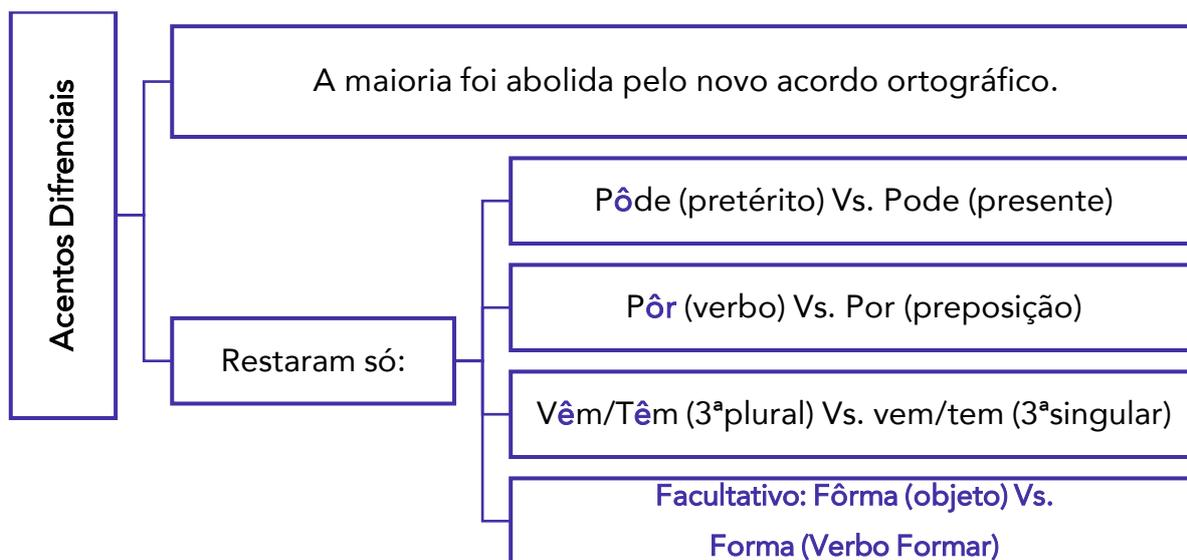 Acentos Difrenciais
A maioria foi abolida pelo novo acordo ortográfico.
Restaram só:
Pôde (pretérito) Vs. Pode (presente)
Pôr (verbo) Vs. Por (preposição)
Vêm/Têm (3ªplural) Vs. vem/tem (3ªsingular)
Facultativo: Fôrma (objeto) Vs.
Forma (Verbo Formar)